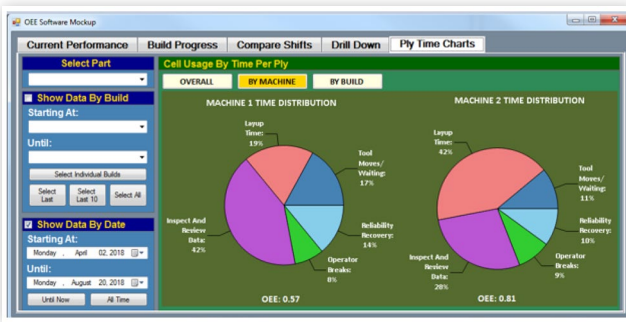 OEE Software Mockup
Current Performance
Build Progress
Compare Shifts
Drill Down
Ply Time Charts
Select Part
Show Data By Build
Starting At:
Until:
Select Individual Builds
Select
Last
Select
Last 10
Select All
Show Data By Date
Starting At:
Monday , April 02, 2018
Until:
Monday , August 20, 2018
Until Now
All Time
Cell Usage By Time Per Ply
OVERALL
BY MACHINE
BY BUILD
MACHINE 1 TIME DISTRIBUTION
Layup
Time:
19%
Tool
Moves/
Waiting:
17%
Reliability
Recovery:
14%
Operator
Breaks:
8%
Inspect And
Review
Data:
42%
OEE: 0.57
MACHINE 2 TIME DISTRIBUTION
Layup
Time:
42%
Tool
Moves/
Waiting:
11%
Reliability
Recovery:
10%
Operator
Breaks:
9%
Inspect And
Review
Data:
28%
OEE: 0.81